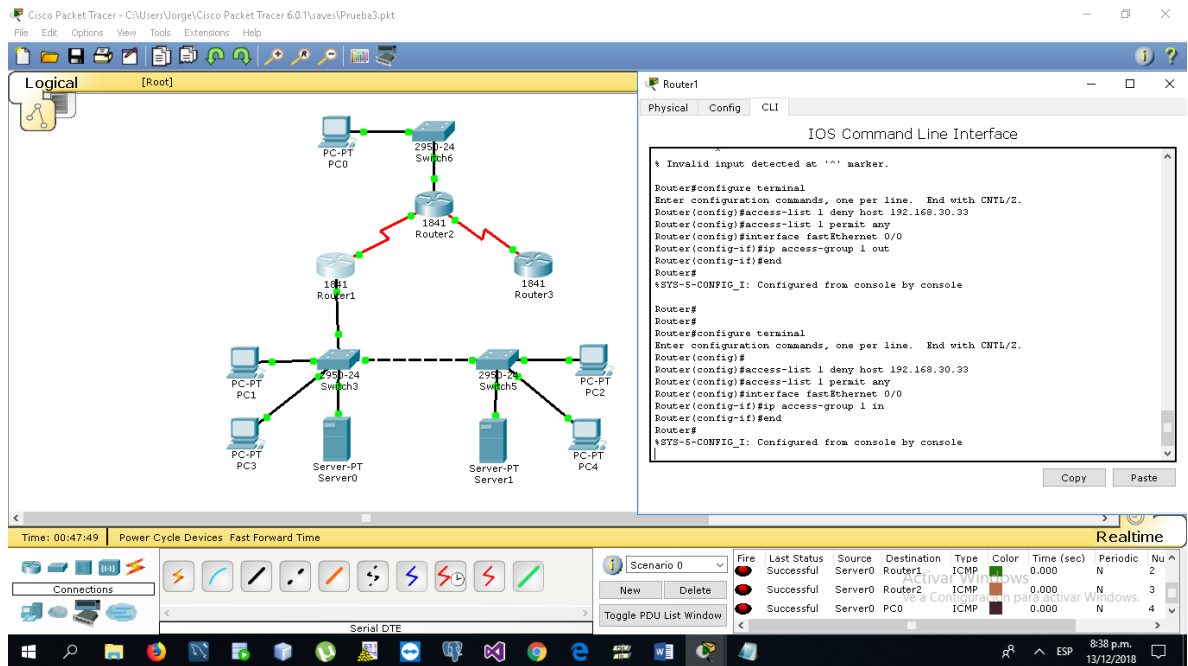 Cisco Packet Tracer - C:\Users\Jorge\Cisco Packet Tracer 6.0.1\saves\Prueba3.pkt
File Edit Options View Tools Extensions Help
Logical [Root]
PC-PT
PC0
2950-24
Switch6
1841
Router2
1841
Router1
1841
Router3
PC-PT
PC1
2950-24
Switch3
2950-24
Switch5
PC-PT
PC2
PC-PT
PC3
Server-PT
Server0
Server-PT
Server1
PC-PT
PC4
Router1
Physical Config CLI
IOS Command Line Interface
^
% Invalid input detected at '^' marker.
Router#configure terminal
Enter configuration commands, one per line. End with CNTL/Z.
Router(config)#access-list 1 deny host 192.168.30.33
Router(config)#access-list 1 permit any
Router(config)#interface fastEthernet 0/0
Router(config-if)#ip access-group 1 out
Router(config-if)#end
Router#
%SYS-5-CONFIG_I: Configured from console by console
Router#
Router#
Router#configure terminal
Enter configuration commands, one per line. End with CNTL/Z.
Router(config)#
Router(config)#access-list 1 deny host 192.168.30.33
Router(config)#access-list 1 permit any
Router(config)#interface fastEthernet 0/0
Router(config-if)#ip access-group 1 in
Router(config-if)#end
Router#
%SYS-5-CONFIG_I: Configured from console by console
Copy Paste
Time: 00:47:49 Power Cycle Devices Fast Forward Time Realtime
Connections
Serial DTE
Scenario 0
New Delete
Toggle PDU List Window
Fire Last Status Source Destination Type Color Time (sec) Periodic Nu
Successful Server0 Router1 ICMP 0.000 N 2
Successful Server0 Router2 ICMP 0.000 N 3
Successful Server0 PC0 ICMP 0.000 N 4
Activar Windows
Ve a Configuración para activar Windows.
ESP
8:38 p.m.
13/12/2018